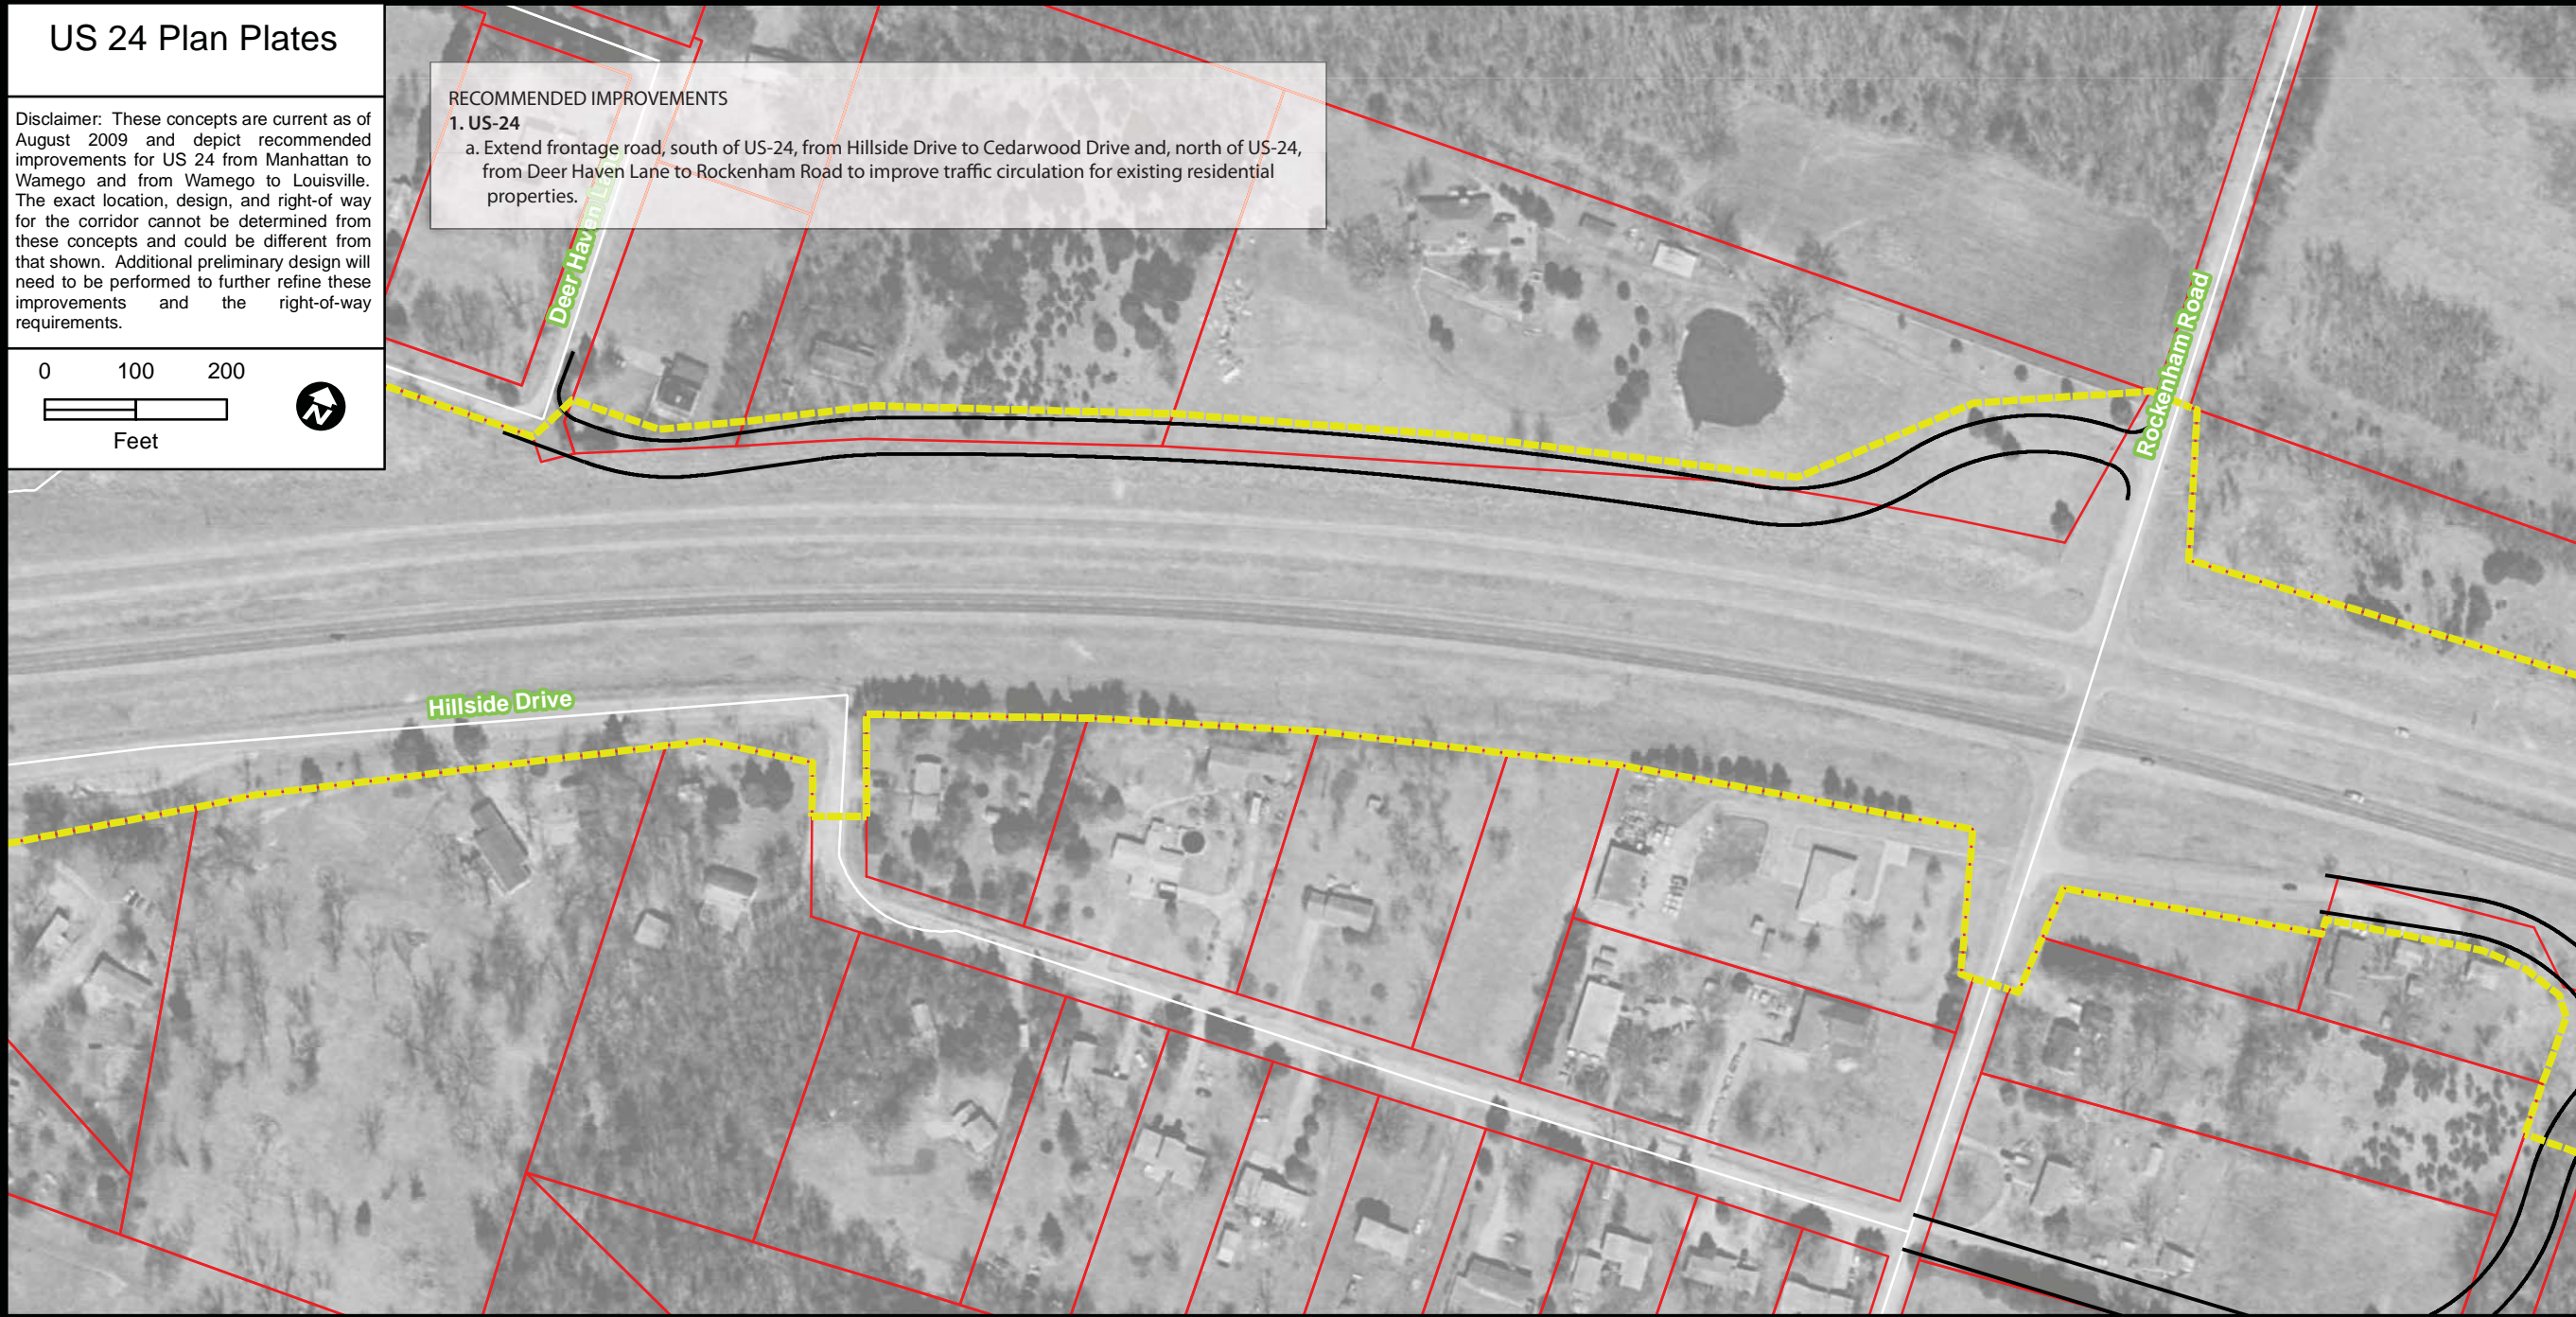 US 24 Plan Plates
Disclaimer: These concepts are current as of
August 2009 and depict recommended
improvements for US 24 from Manhattan to
Wamego and from Wamego to Louisville.
The exact location, design, and right-of way
for the corridor cannot be determined from
these concepts and could be different from
that shown. Additional preliminary design will
need to be performed to further refine these
improvements and the right-of-way
requirements.
0 100 200
Feet
N
RECOMMENDED IMPROVEMENTS
1. US-24
a. Extend frontage road, south of US-24, from Hillside Drive to Cedarwood Drive and, north of US-24,
from Deer Haven Lane to Rockenham Road to improve traffic circulation for existing residential
properties.
Deer Haven Lane
Rockenham Road
Hillside Drive